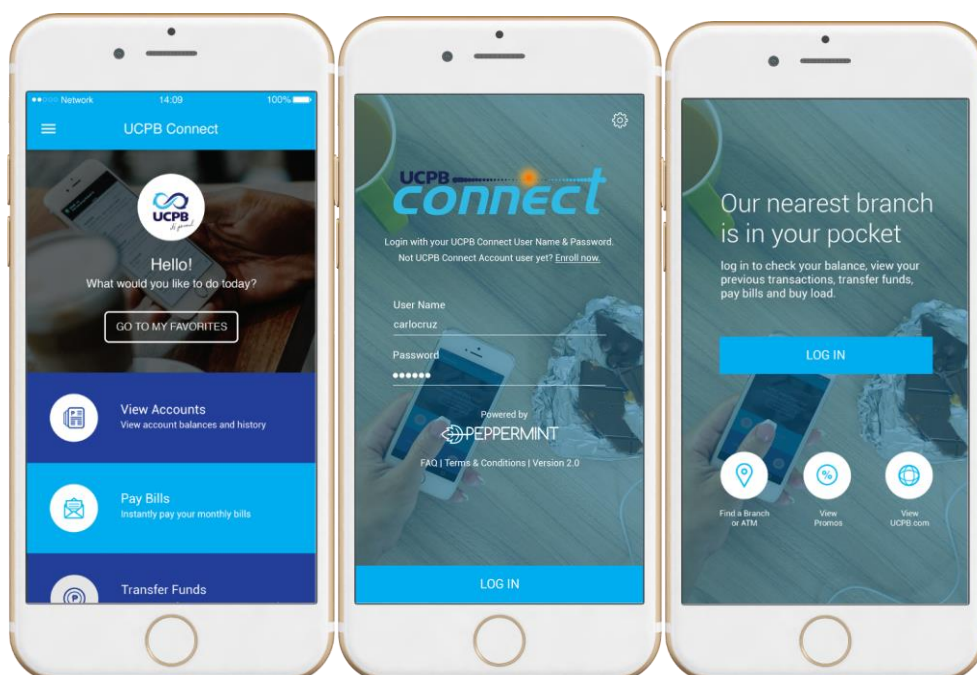 Network 14:09 100%
UCPB Connect
UCPB
Hello!
What would you like to do today?
GO TO MY FAVORITES
View Accounts
View account balances and history
Pay Bills
Instantly pay your monthly bills
Transfer Funds
UCPB
connect
Login with your UCPB Connect User Name & Password.
Not UCPB Connect Account user yet? Enroll now.
User Name
carlocruz
Password
••••••
Powered by
PEPPERMINT
FAQ | Terms & Conditions | Version 2.0
LOG IN
Our nearest branch
is in your pocket
log in to check your balance, view your
previous transactions, transfer funds,
pay bills and buy load.
LOG IN
Find a Branch
or ATM
View
Promos
View
UCPB.com